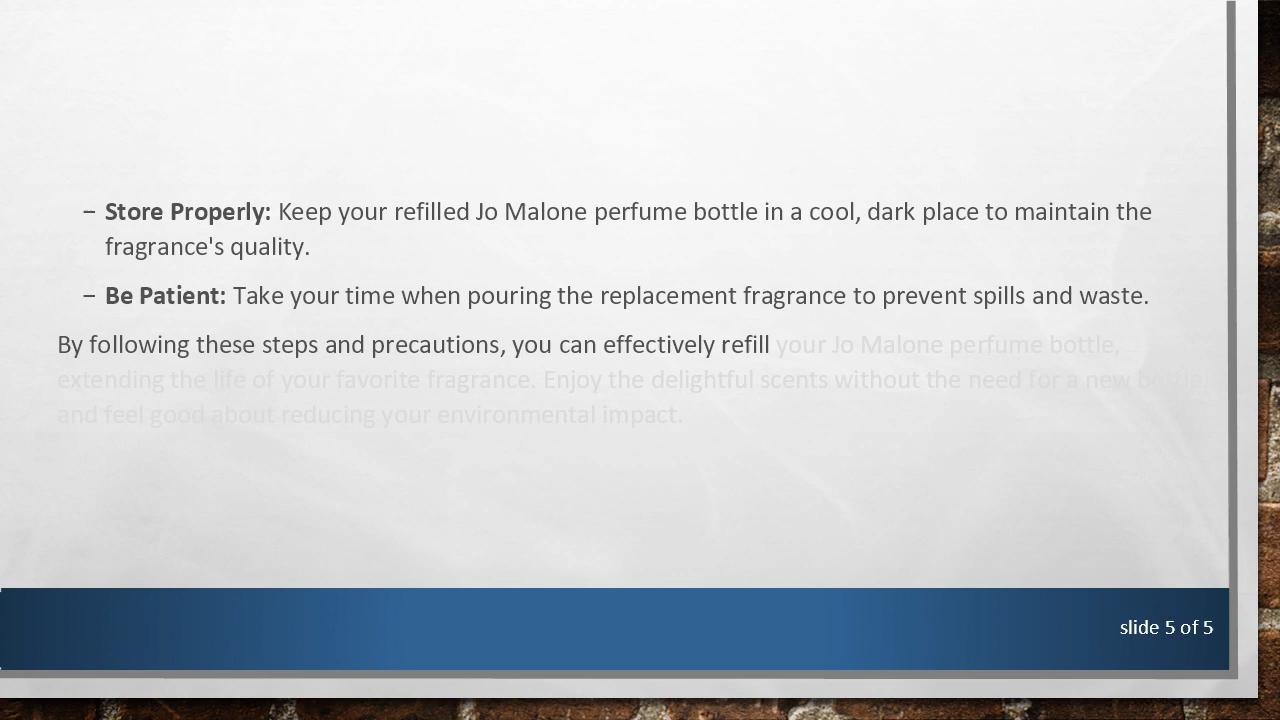 – Store Properly: Keep your refilled Jo Malone perfume bottle in a cool, dark place to maintain the
fragrance's quality.
– Be Patient: Take your time when pouring the replacement fragrance to prevent spills and waste.
By following these steps and precautions, you can effectively refill your Jo Malone perfume bottle,
extending the life of your favorite fragrance. Enjoy the delightful scents without the need for a new bottle,
and feel good about reducing your environmental impact.
slide 5 of 5